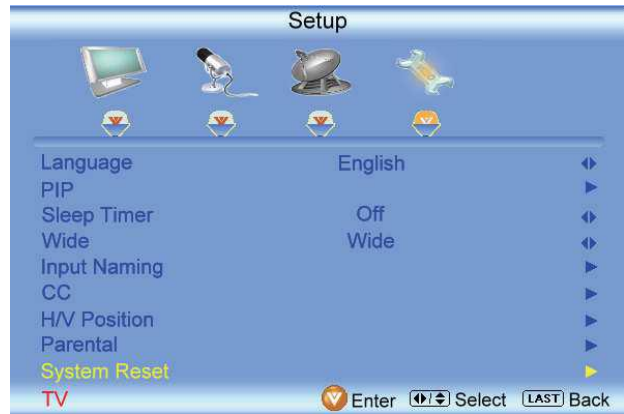 Setup
Language English
PIP
Sleep Timer Off
Wide Wide
Input Naming
CC
H/V Position
Parental
System Reset
TV Enter Select LAST Back